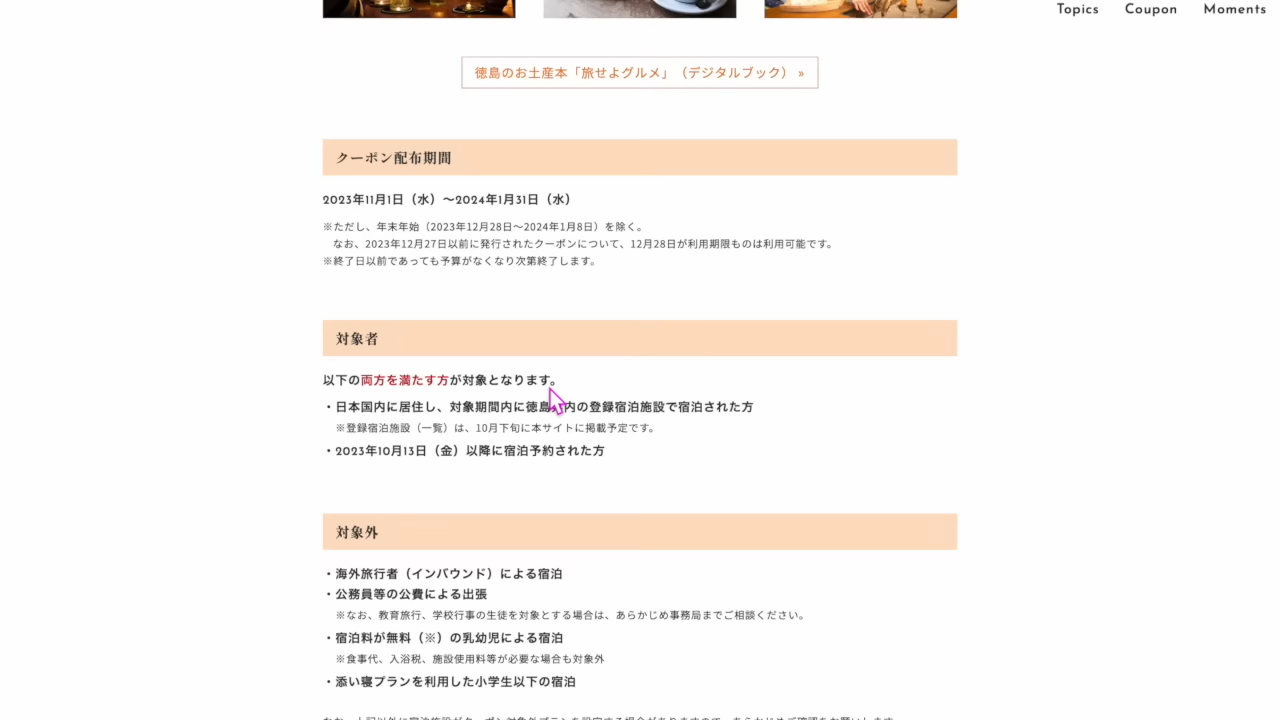 Topics Coupon Moments
徳島のお土産本「旅せよグルメ」（デジタルブック） »
クーポン配布期間
2023年11月1日（水）〜2024年1月31日（水）
※ただし、年末年始（2023年12月28日〜2024年1月8日）を除く。
なお、2023年12月27日以前に発行されたクーポンについて、12月28日が利用期限ものは利用可能です。
※終了日以前であっても予算がなくなり次第終了します。
対象者
以下の両方を満たす方が対象となります。
・日本国内に居住し、対象期間内に徳島県内の登録宿泊施設で宿泊された方
※登録宿泊施設（一覧）は、10月下旬に本サイトに掲載予定です。
・2023年10月13日（金）以降に宿泊予約された方
対象外
・海外旅行者（インバウンド）による宿泊
・公務員等の公費による出張
※なお、教育旅行、学校行事の生徒を対象とする場合は、あらかじめ事務局までご相談ください。
・宿泊料が無料（※）の乳幼児による宿泊
※食事代、入浴税、施設使用料等が必要な場合も対象外
・添い寝プランを利用した小学生以下の宿泊